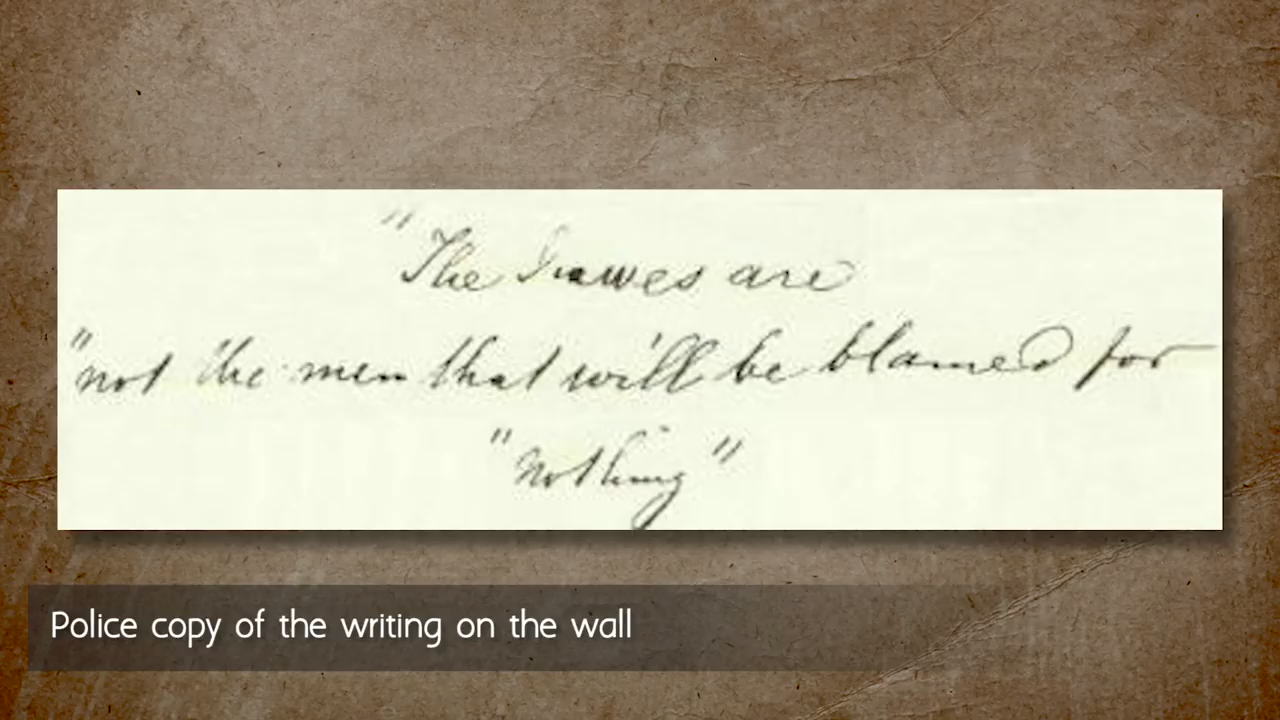 "The Juwes are
"not the men that will be blamed for
"nothing"
Police copy of the writing on the wall